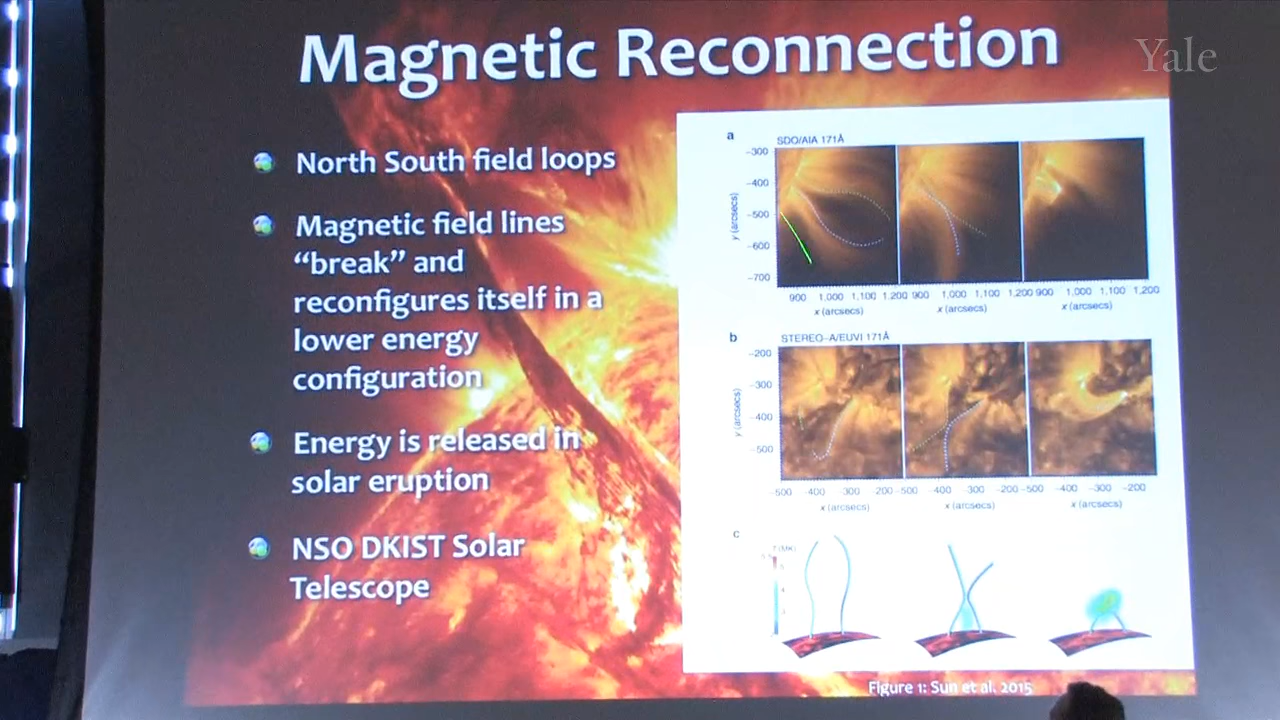 Magnetic Reconnection
Yale
North South field loops
Magnetic field lines
“break” and
reconfigures itself in a
lower energy
configuration
Energy is released in
solar eruption
NSO DKIST Solar
Telescope
a
SDO/AIA 171Å
−300
−400
−500
−600
−700
y (arcsecs)
900 1,000 1,100 1,200 900 1,000 1,100 1,200 900 1,000 1,100 1,200
x (arcsecs) x (arcsecs) x (arcsecs)
b
STEREO–A/EUVI 171Å
−200
−300
−400
−500
y (arcsecs)
−500 −400 −300 −200 −500 −400 −300 −200 −500 −400 −300 −200
x (arcsecs) x (arcsecs) x (arcsecs)
c
(MK)
Figure 1: Sun et al. 2015